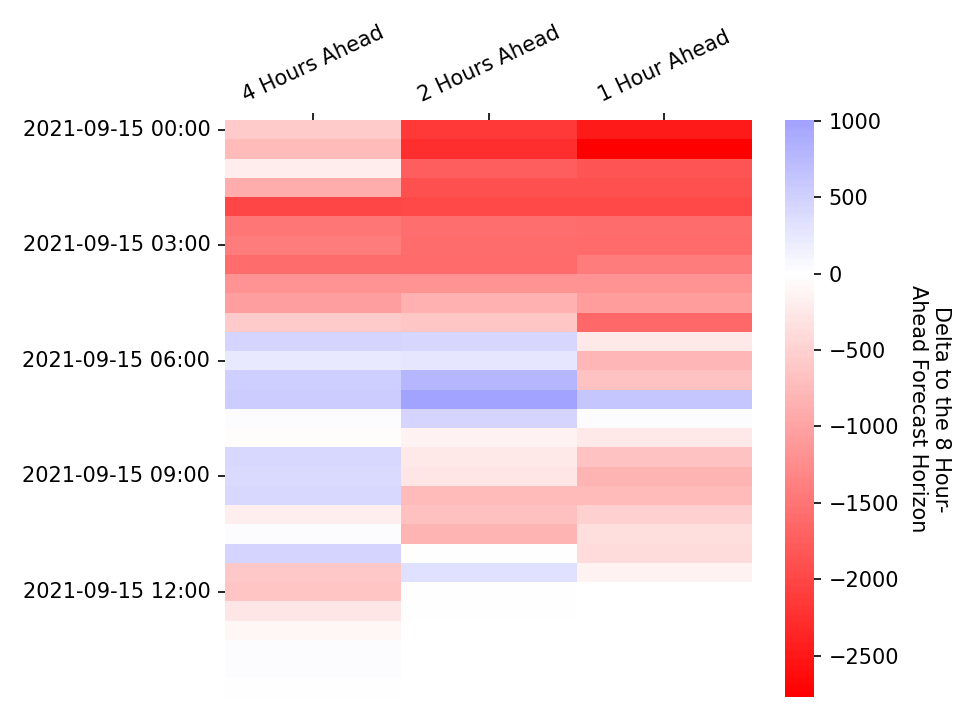 4 Hours Ahead
2 Hours Ahead
1 Hour Ahead
2021-09-15 00:00
2021-09-15 03:00
2021-09-15 06:00
2021-09-15 09:00
2021-09-15 12:00
1000
500
0
−500
−1000
−1500
−2000
−2500
Delta to the 8 Hour-
Ahead Forecast Horizon